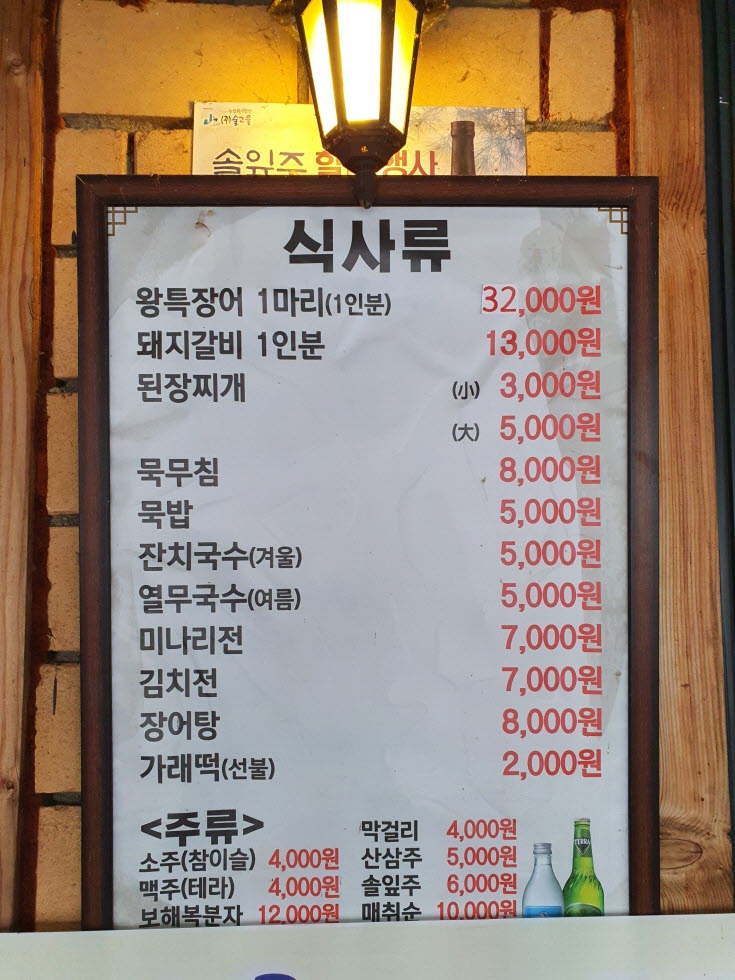 (주)술고을
솔잎주 행사
식사류
왕특장어 1마리(1인분) 32,000원
돼지갈비 1인분 13,000원
된장찌개 (小) 3,000원
(大) 5,000원
묵무침 8,000원
묵밥 5,000원
잔치국수(겨울) 5,000원
열무국수(여름) 5,000원
미나리전 7,000원
김치전 7,000원
장어탕 8,000원
가래떡(선불) 2,000원
<주류>
소주(참이슬) 4,000원
맥주(테라) 4,000원
보해복분자 12,000원
막걸리 4,000원
산삼주 5,000원
솔잎주 6,000원
매취순 10,000원
TERRA